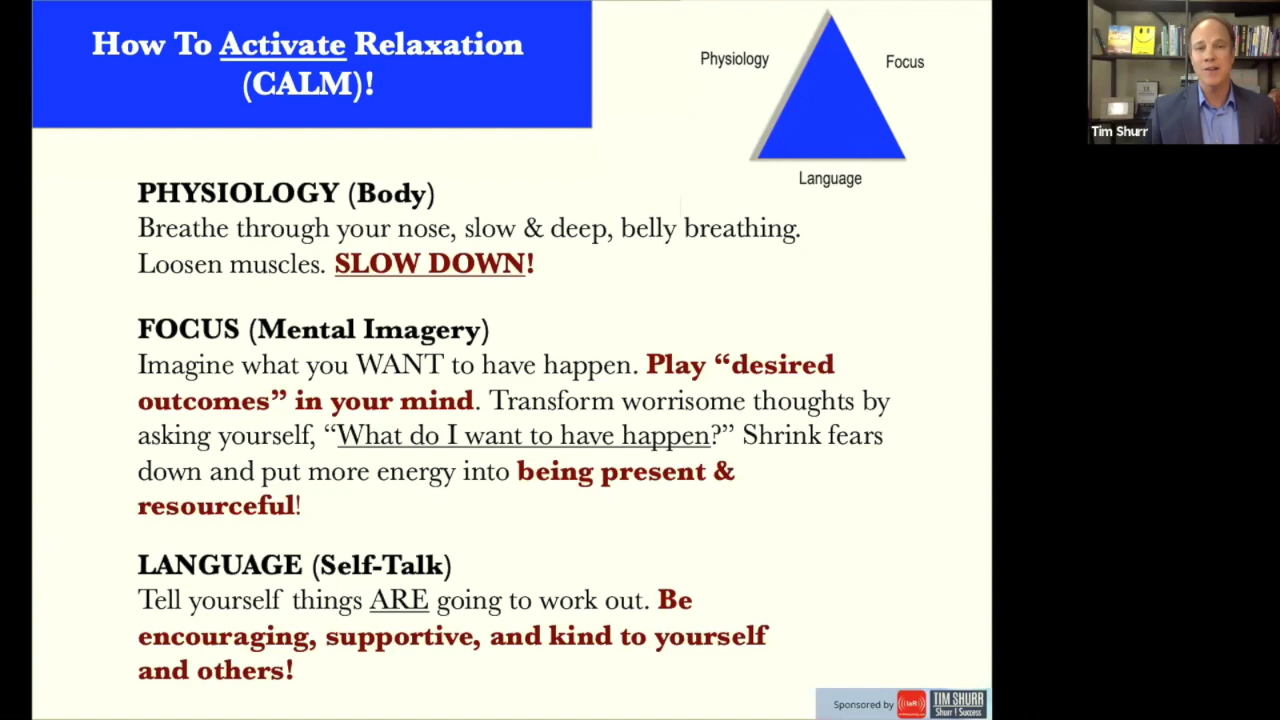 How To Activate Relaxation
(CALM)!
Physiology
Focus
Language
PHYSIOLOGY (Body)
Breathe through your nose, slow & deep, belly breathing.
Loosen muscles. SLOW DOWN!
FOCUS (Mental Imagery)
Imagine what you WANT to have happen. Play “desired
outcomes” in your mind. Transform worrisome thoughts by
asking yourself, “What do I want to have happen?” Shrink fears
down and put more energy into being present &
resourceful!
LANGUAGE (Self-Talk)
Tell yourself things ARE going to work out. Be
encouraging, supportive, and kind to yourself
and others!
Tim Shurr
Sponsored by
TIM SHURR
Shurr ! Success